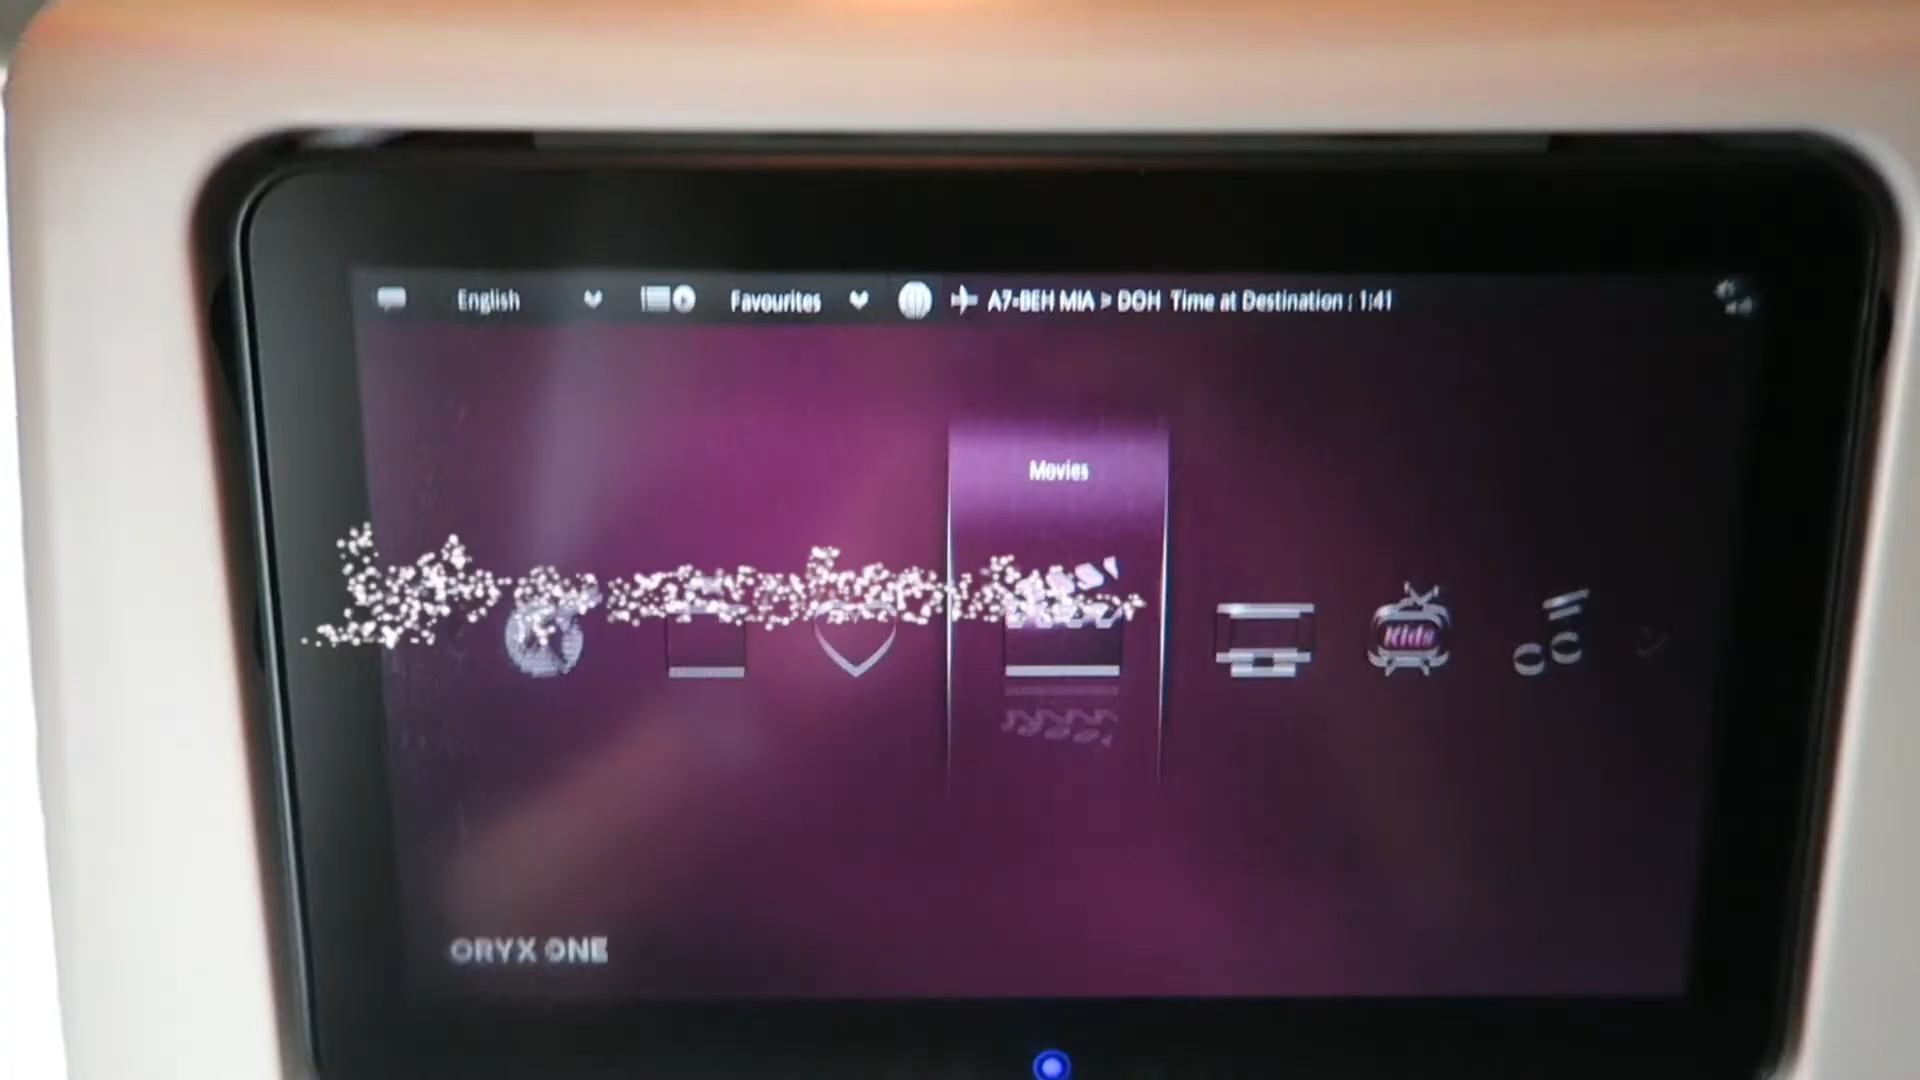 English Favourites A7-BEH MIA > DOH Time at Destination : 1:41
Movies
Kids
ORYX ONE